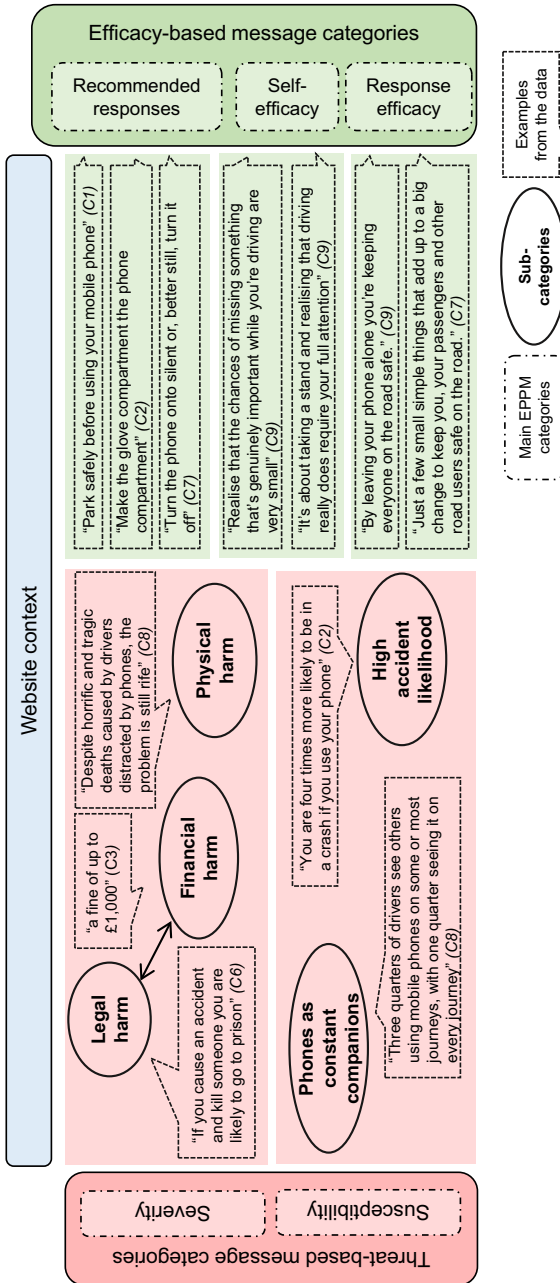 Website context
Threat-based message categories
Severity
Susceptibility
Legal
harm
Financial
harm
Physical
harm
"If you cause an accident
and kill someone you are
likely to go to prison" (C6)
"a fine of up to
£1,000" (C3)
"Despite horrific and tragic
deaths caused by drivers
distracted by phones, the
problem is still rife" (C8)
Phones as
constant
companions
High
accident
likelihood
"Three quarters of drivers see others
using mobile phones on some or most
journeys, with one quarter seeing it on
every journey" (C8)
"You are four times more likely to be in
a crash if you use your phone" (C2)
"Park safely before using your mobile phone" (C1)
"Make the glove compartment the phone
compartment" (C2)
"Turn the phone onto silent or, better still, turn it
off" (C7)
"Realise that the chances of missing something
that's genuinely important while you're driving are
very small" (C9)
"It's about taking a stand and realising that driving
really does require your full attention" (C9)
"By leaving your phone alone you're keeping
everyone on the road safe." (C9)
"Just a few small simple things that add up to a big
change to keep you, your passengers and other
road users safe on the road." (C7)
Efficacy-based message categories
Recommended
responses
Self-
efficacy
Response
efficacy
Main EPPM
categories
Sub-
categories
Examples
from the data